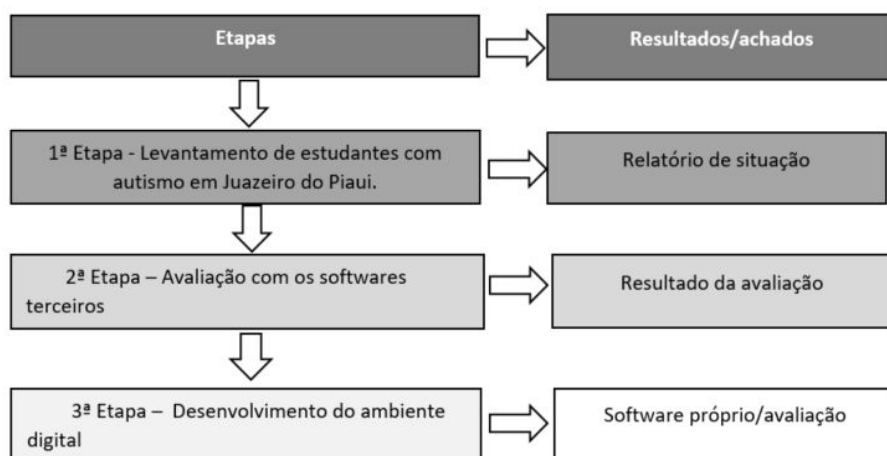 Etapas
Resultados/achados
1ª Etapa - Levantamento de estudantes com
autismo em Juazeiro do Piaui.
Relatório de situação
2ª Etapa – Avaliação com os softwares
terceiros
Resultado da avaliação
3ª Etapa – Desenvolvimento do ambiente
digital
Software próprio/avaliação